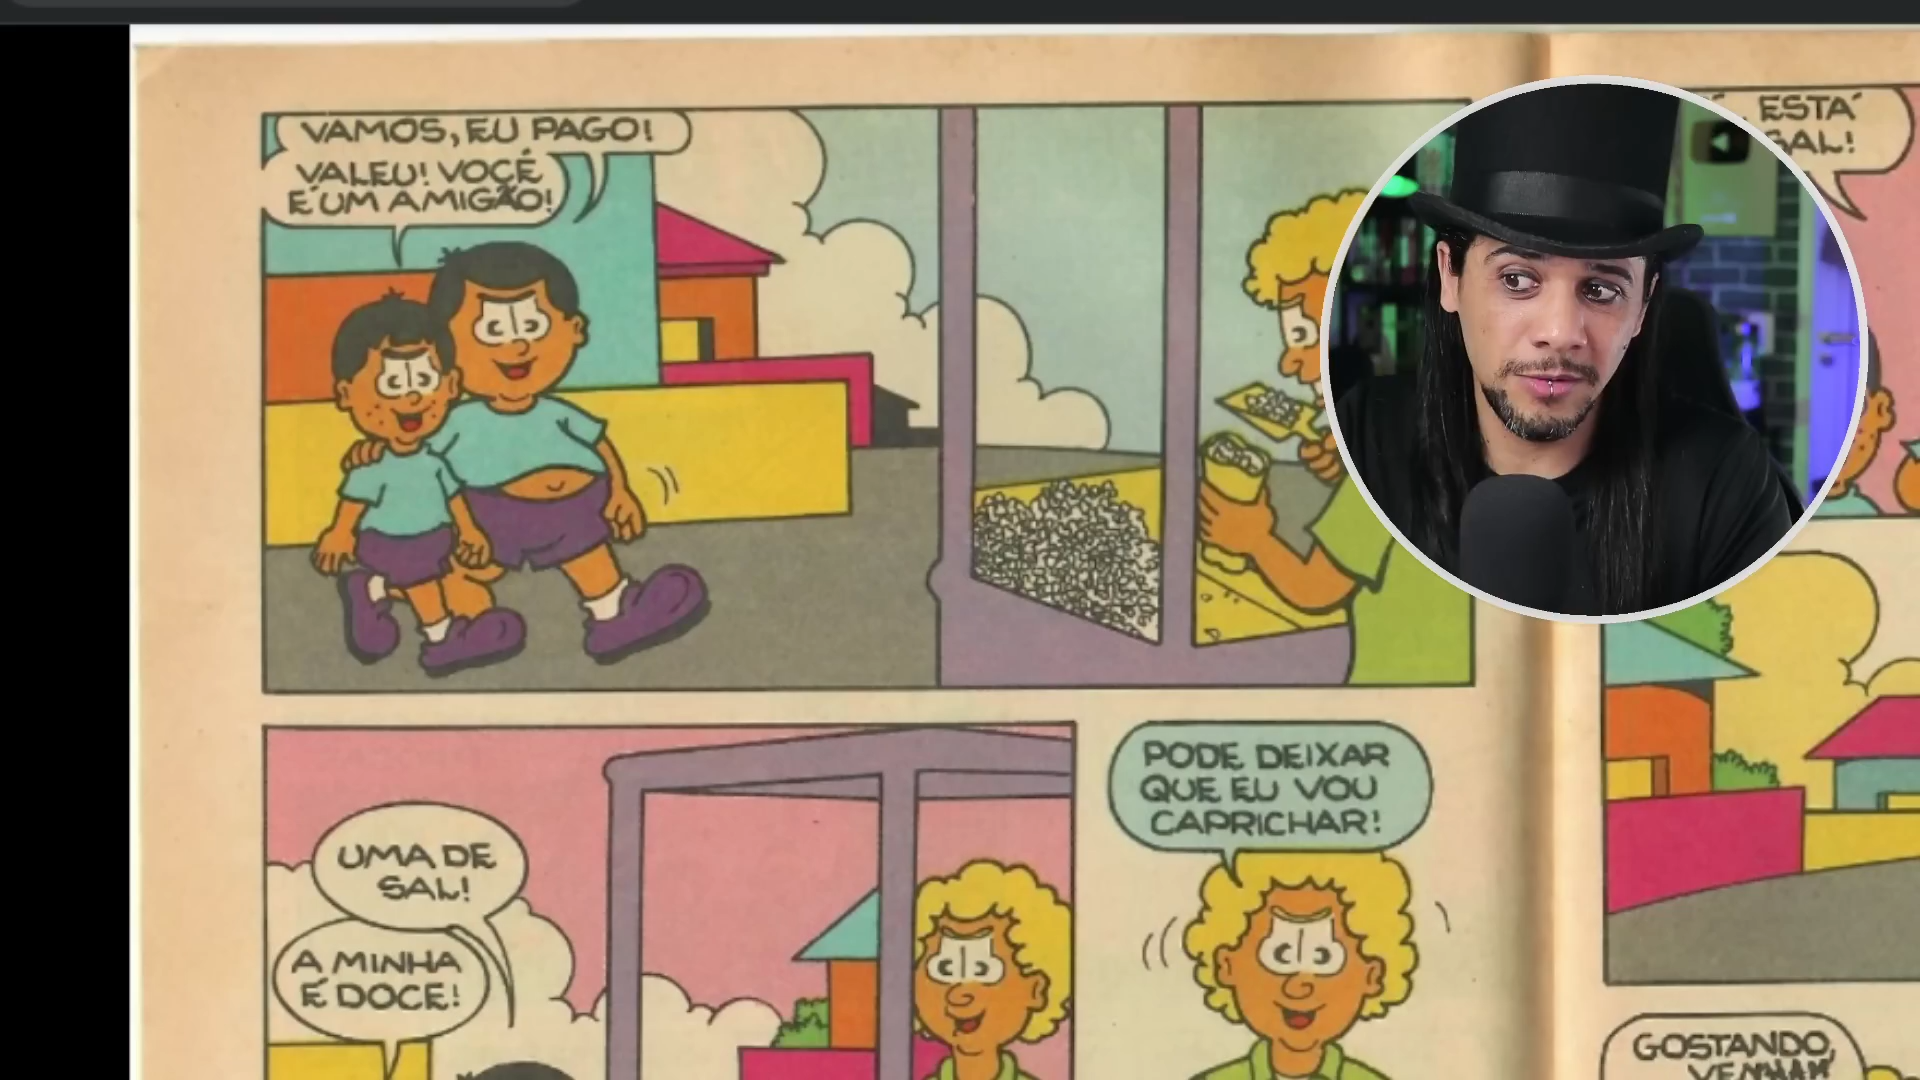 VAMOS, EU PAGO!
VALEU! VOCÊ
É UM AMIGÃO!
ESTÁ
SAL!
UMA DE
SAL!
A MINHA
É DOCE!
PODE DEIXAR
QUE EU VOU
CAPRICHAR!
GOSTANDO,
VENHAM